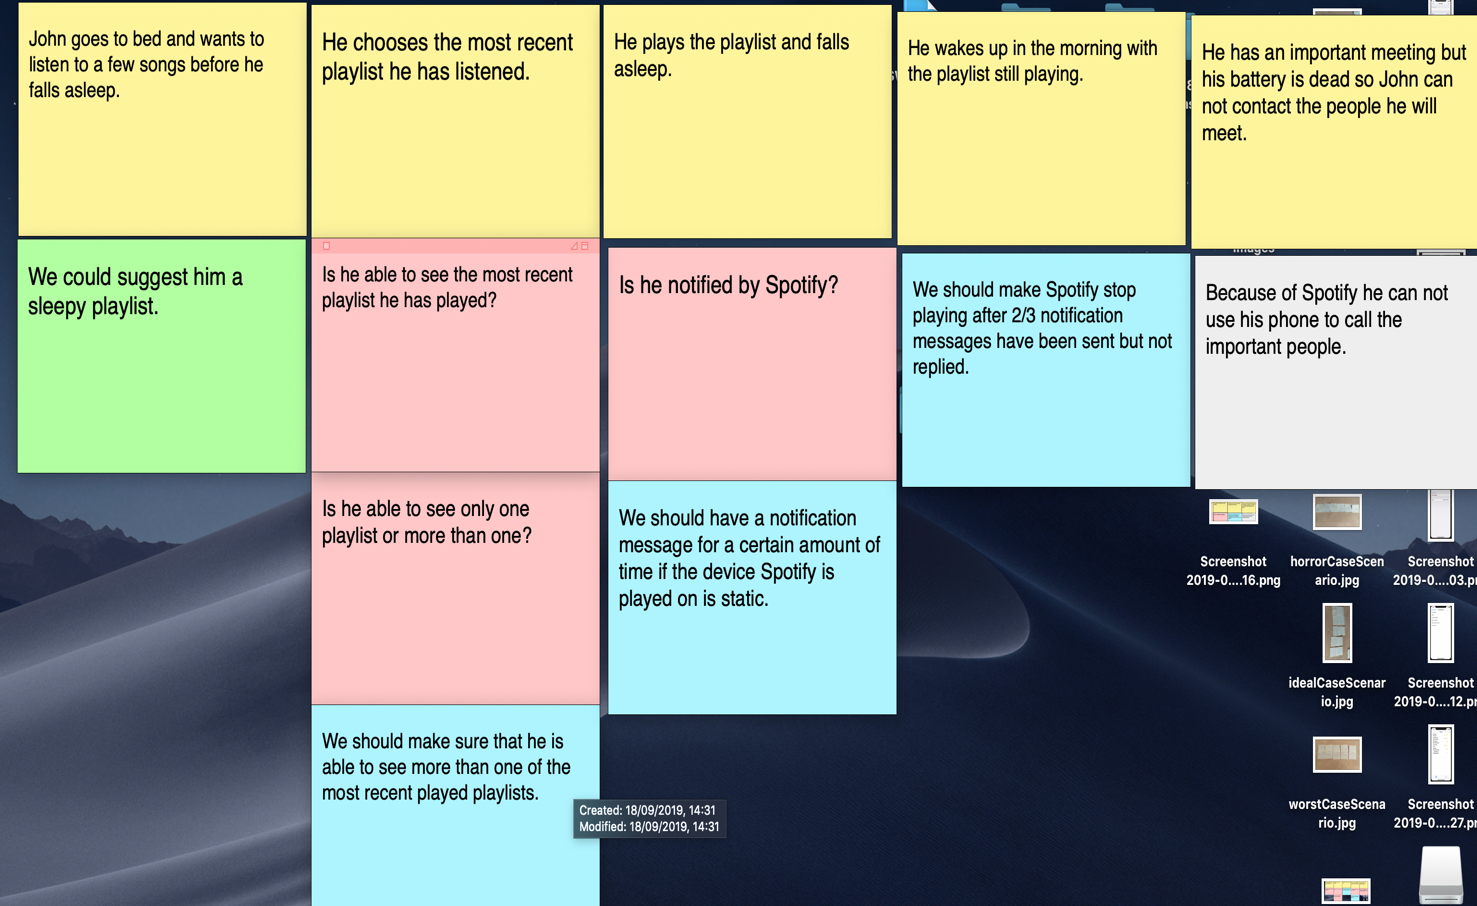 John goes to bed and wants to
listen to a few songs before he
falls asleep.
He chooses the most recent
playlist he has listened.
He plays the playlist and falls
asleep.
He wakes up in the morning with
the playlist still playing.
He has an important meeting but
his battery is dead so John can
not contact the people he will
meet.
We could suggest him a
sleepy playlist.
Is he able to see the most recent
playlist he has played?
Is he notified by Spotify?
We should make Spotify stop
playing after 2/3 notification
messages have been sent but not
replied.
Because of Spotify he can not
use his phone to call the
important people.
Is he able to see only one
playlist or more than one?
We should have a notification
message for a certain amount of
time if the device Spotify is
played on is static.
We should make sure that he is
able to see more than one of the
most recent played playlists.
Created: 18/09/2019, 14:31
Modified: 18/09/2019, 14:31
Screenshot
2019-0....16.png
horrorCaseScen
ario.jpg
Screenshot
2019-0....03.p
idealCaseScenar
io.jpg
Screenshot
2019-0....12.p
worstCaseScena
rio.jpg
Screenshot
2019-0....27.p